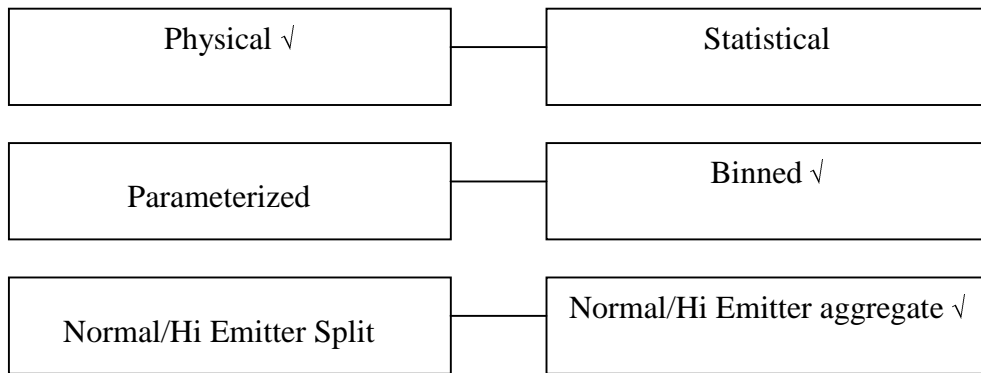 Physical √
Statistical
Parameterized
Binned √
Normal/Hi Emitter Split
Normal/Hi Emitter aggregate √